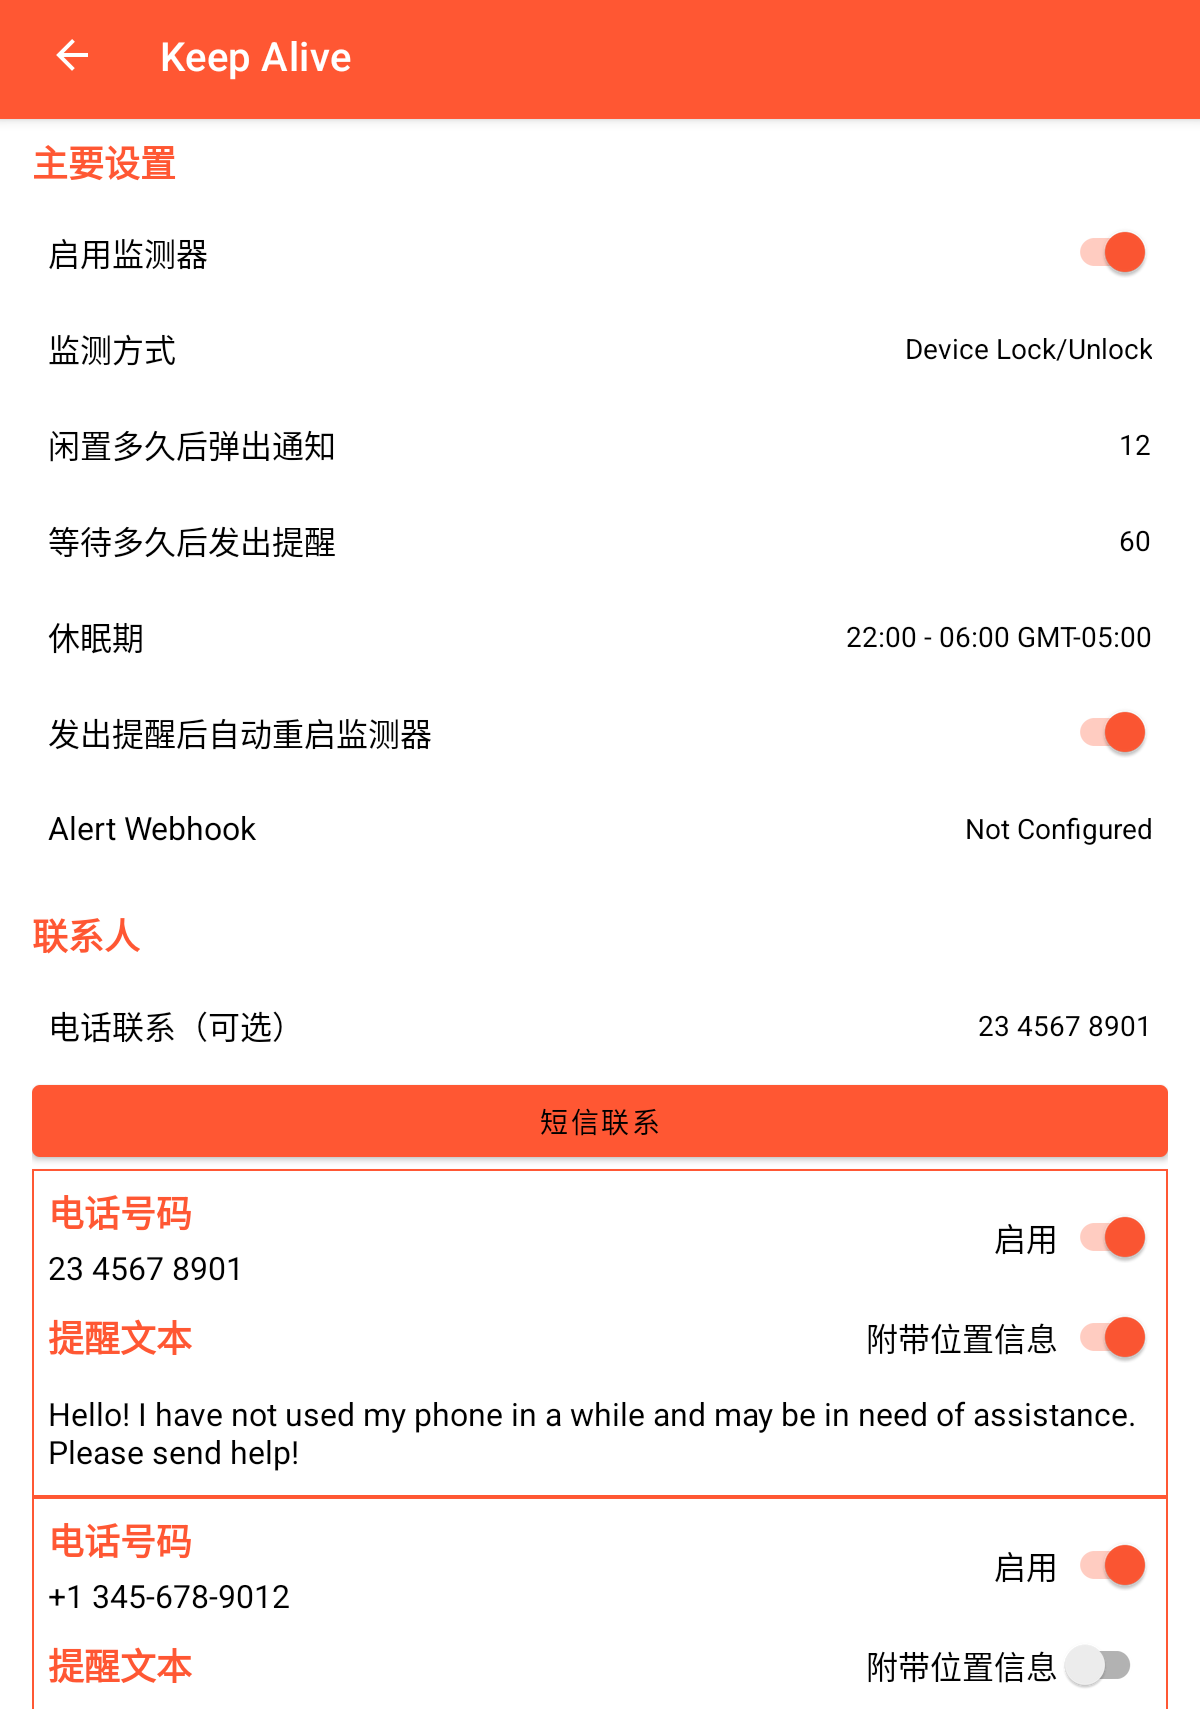 Keep Alive
主要设置
启用监测器
监测方式 Device Lock/Unlock
闲置多久后弹出通知 12
等待多久后发出提醒 60
休眠期 22:00 - 06:00 GMT-05:00
发出提醒后自动重启监测器
Alert Webhook Not Configured
联系人
电话联系（可选） 23 4567 8901
短信联系
电话号码
启用
23 4567 8901
提醒文本 附带位置信息
Hello! I have not used my phone in a while and may be in need of assistance.
Please send help!
电话号码
启用
+1 345-678-9012
提醒文本 附带位置信息